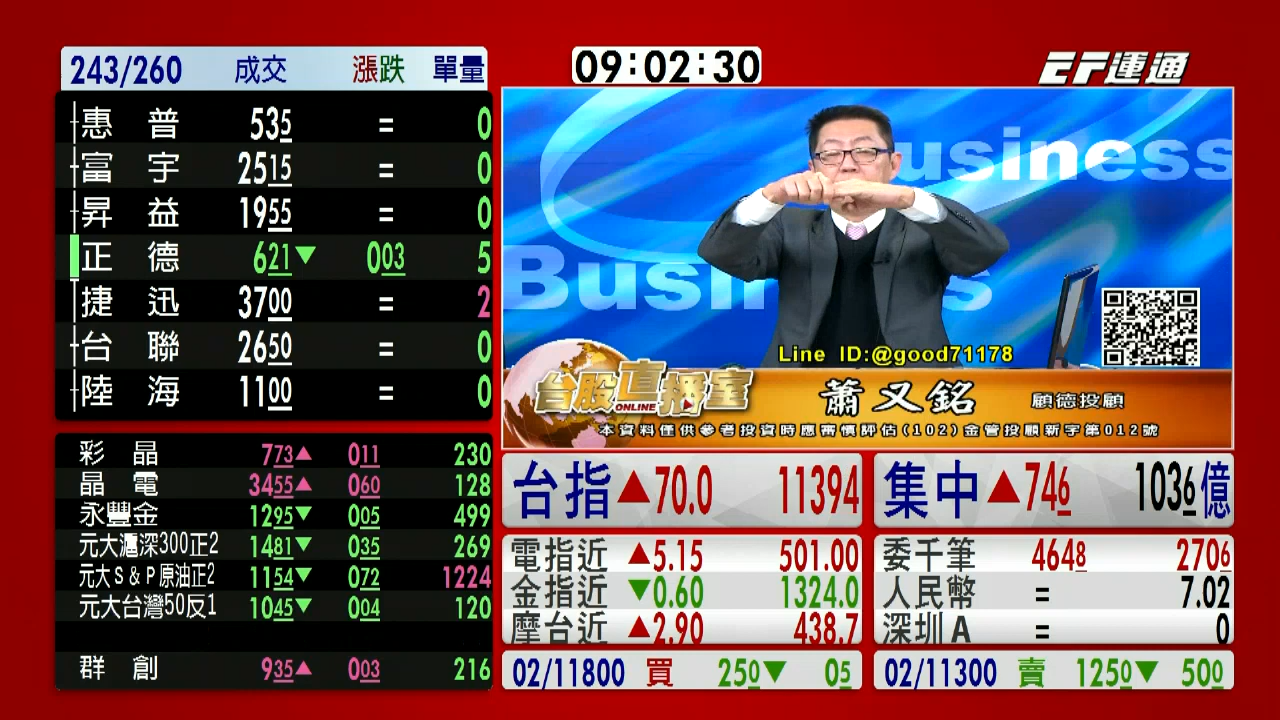 243/260 成交 漲跌 單量
惠普 535 = 0
富宇 2515 = 0
昇益 1955 = 0
正德 621▼ 003 5
捷迅 3700 = 2
台聯 2650 = 0
陸海 1100 = 0
彩晶 773▲ 011 230
晶電 3455▲ 060 128
永豐金 1295▼ 005 499
元大滬深300正2 1481▼ 035 269
元大S&P原油正2 1154▼ 072 1224
元大台灣50反1 1045▼ 004 120
群創 935▲ 003 216
09:02:30
EF運通
Business
Business
Line ID:@good71178
台股直播室
ONLINE
蕭又銘 顧德投顧
本資料僅供參考投資時應審慎評估(102)金管投顧新字第012號
台指▲70.0 11394
集中▲746 1036億
電指近 ▲5.15 501.00
金指近 ▼0.60 1324.0
摩台近 ▲2.90 438.7
委千筆 4648 2706
人民幣 = 7.02
深圳A = 0
02/11800 買 250▼ 05
02/11300 賣 1250▼ 500